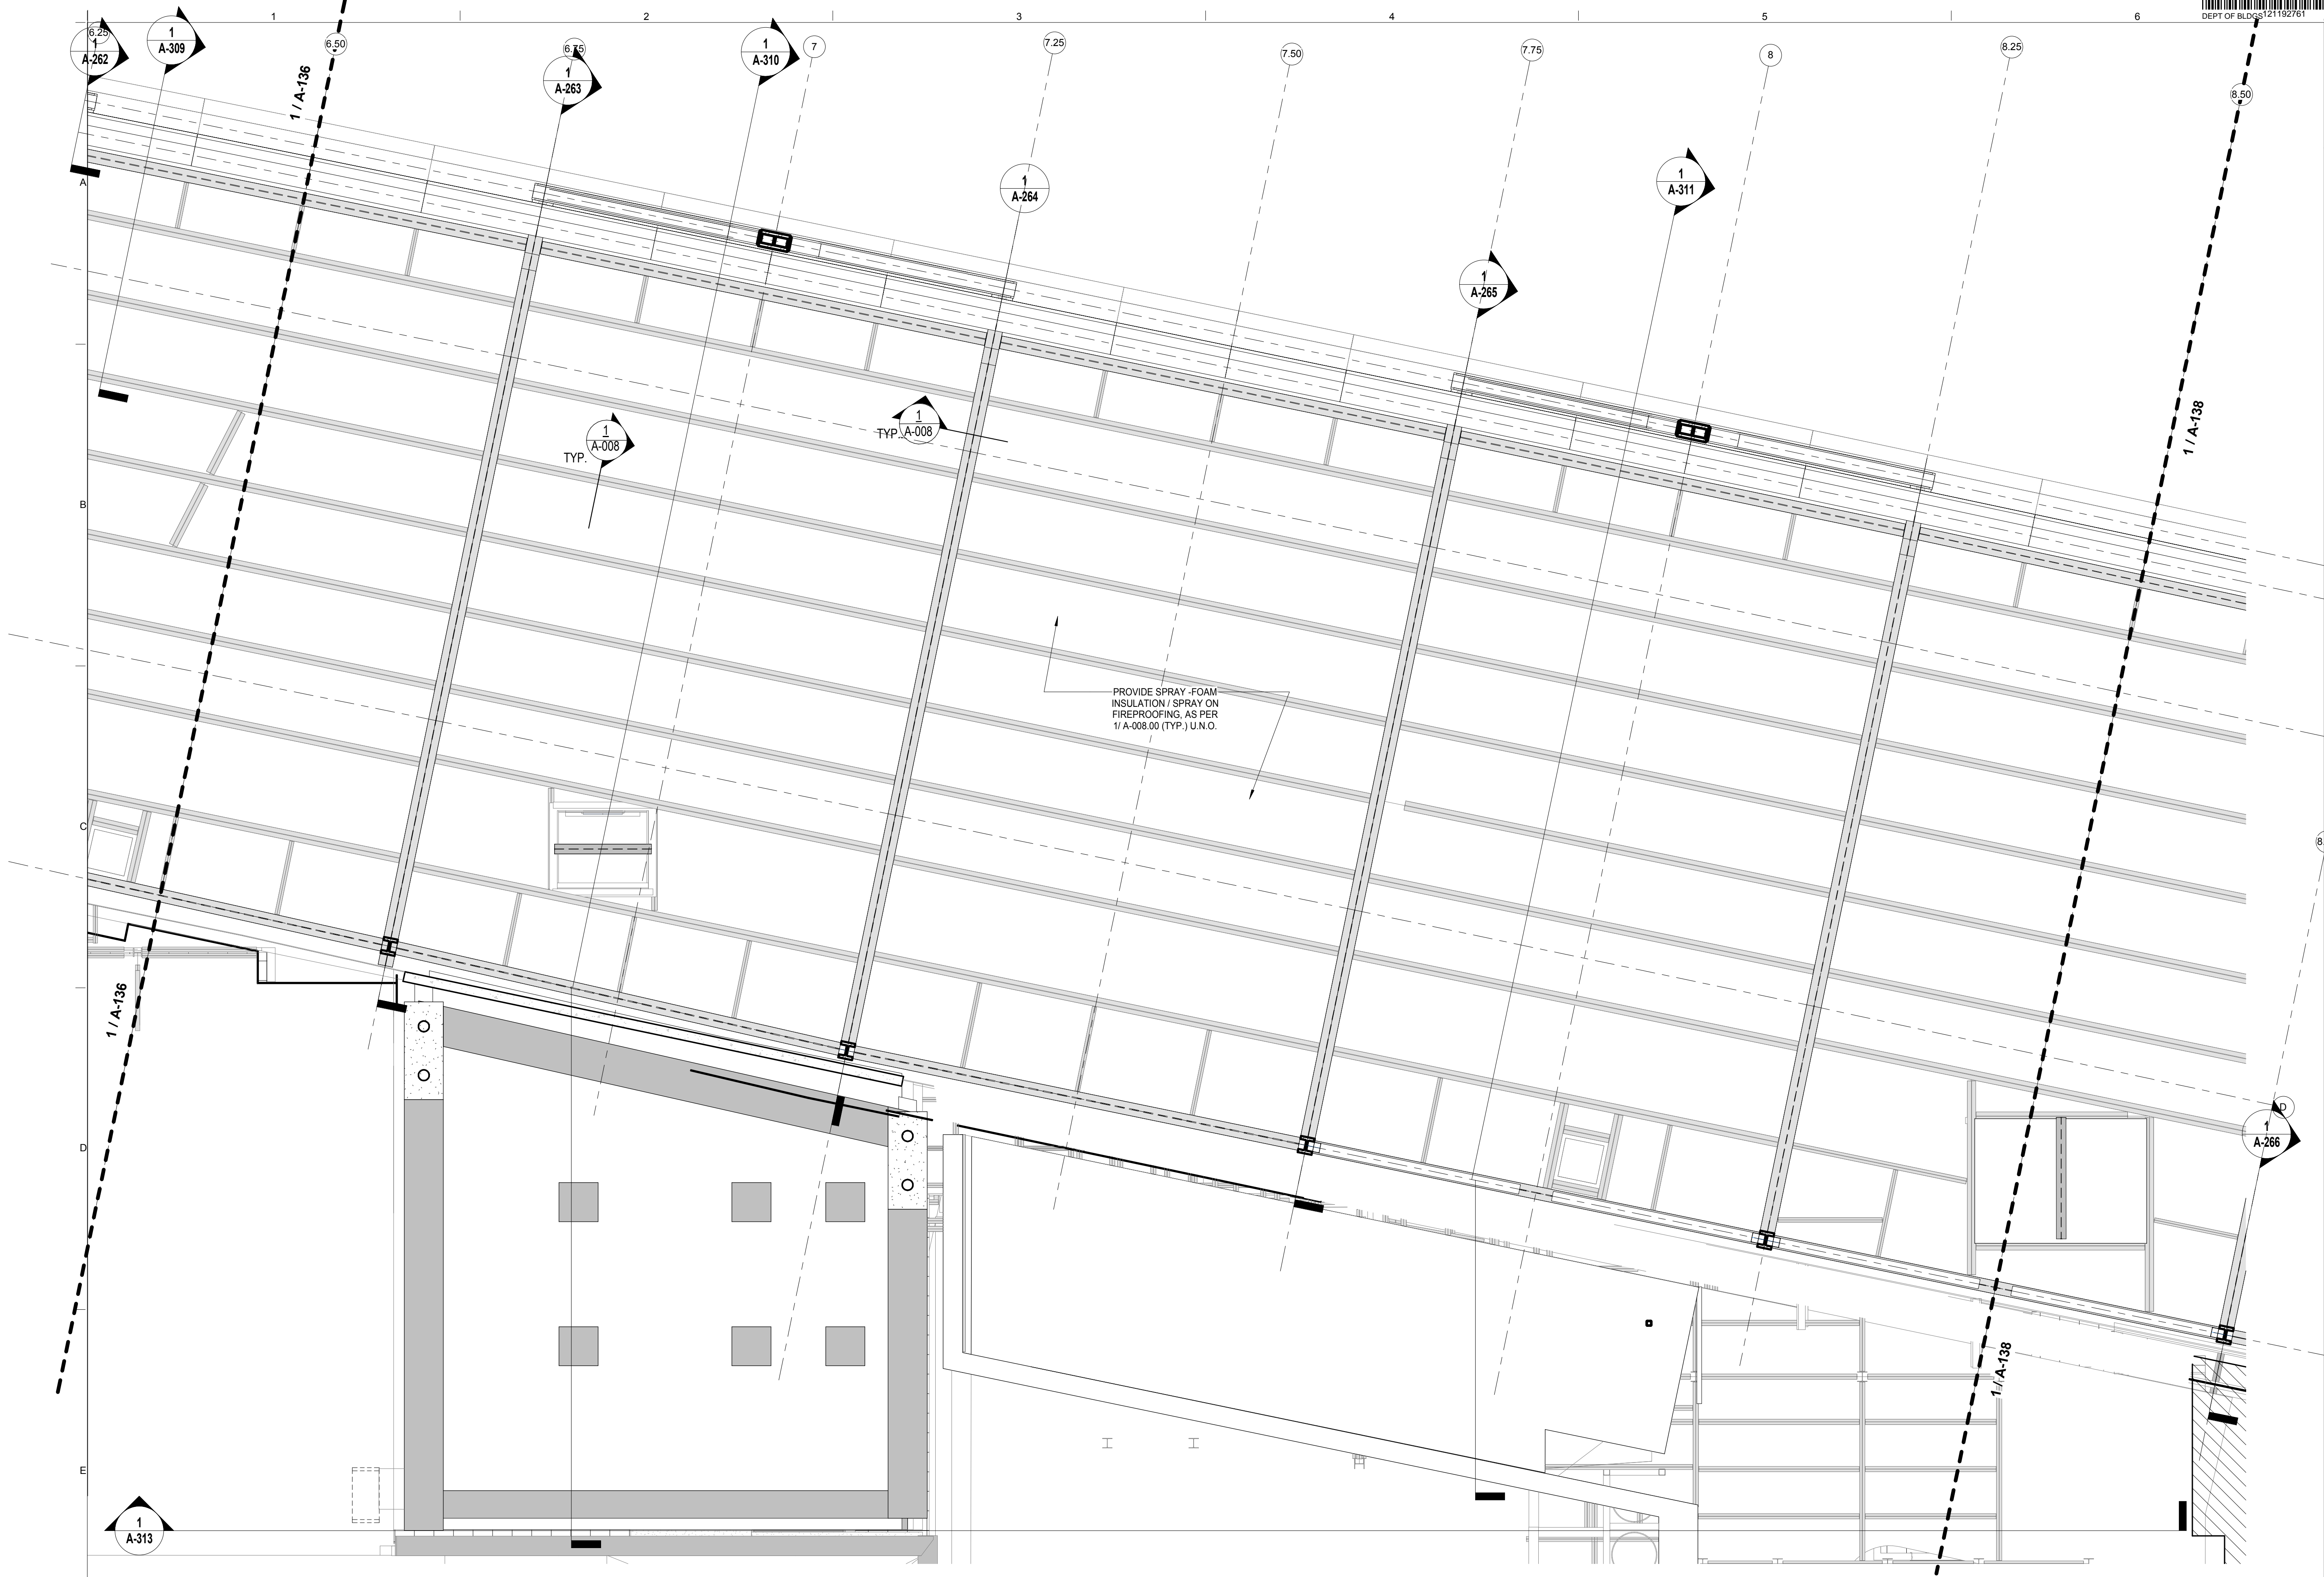 1
2
3
4
5
6
DEPT OF BLDGS121192761
6.25
1
A-262
1
A-309
6.50
6.75
1
A-263
1
A-310
7
7.25
7.50
7.75
8
8.25
8.50
1 / A-136
A
1
A-264
1
A-311
1
A-265
1
A-008
TYP.
1
A-008
TYP.
1 / A-138
B
PROVIDE SPRAY -FOAM
INSULATION / SPRAY ON
FIREPROOFING, AS PER
1/ A-008.00 (TYP.) U.N.O.
C
8.
1 / A-136
D
D
1
A-266
1 / A-138
E
1
A-313